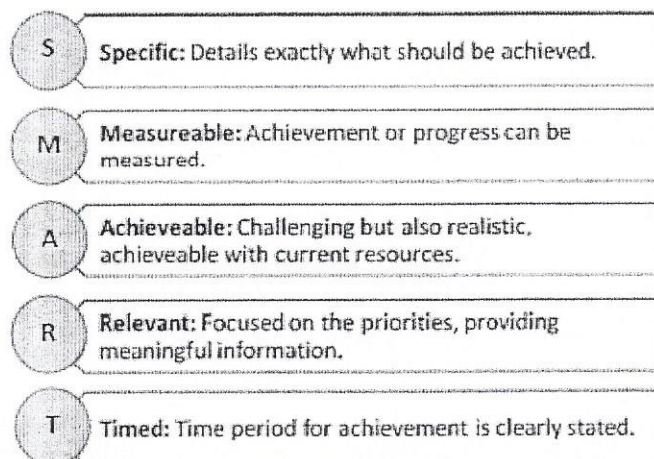 S
Specific: Details exactly what should be achieved.
M
Measureable: Achievement or progress can be
measured.
A
Achieveable: Challenging but also realistic,
achieveable with current resources.
R
Relevant: Focused on the priorities, providing
meaningful information.
T
Timed: Time period for achievement is clearly stated.